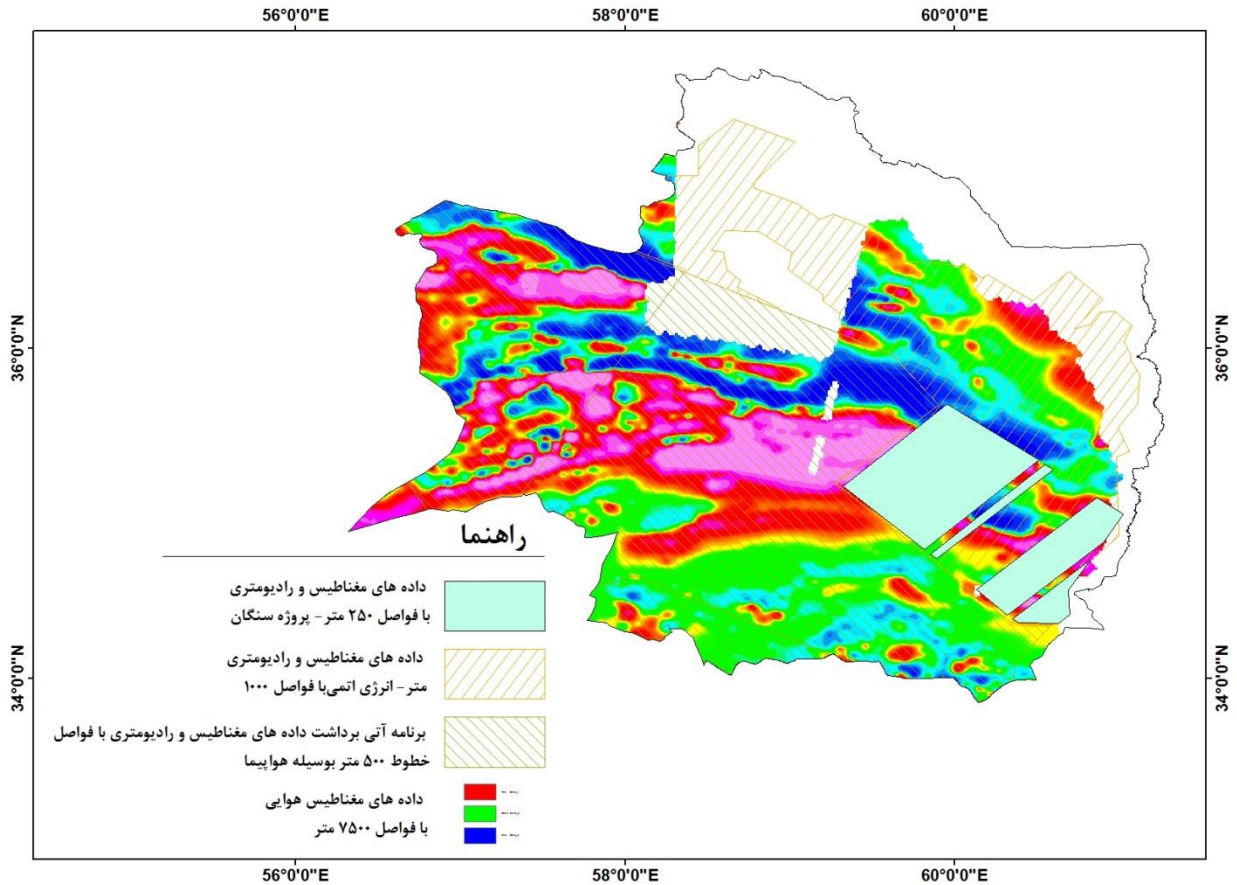 56°0'0"E 58°0'0"E 60°0'0"E
36°0'0"N 36°0'0"N
34°0'0"N 34°0'0"N
راهنما
داده های مغناطیس و رادیومتری
با فواصل ۲۵۰ متر - پروژه سنگان
داده های مغناطیس و رادیومتری
متر - انرژی اتمی‌با فواصل ۱۰۰۰
برنامه آتی برداشت داده های مغناطیس و رادیومتری با فواصل
خطوط ۵۰۰ متر بوسیله هواپیما
داده های مغناطیس هوایی
با فواصل ۷۵۰۰ متر
56°0'0"E 58°0'0"E 60°0'0"E